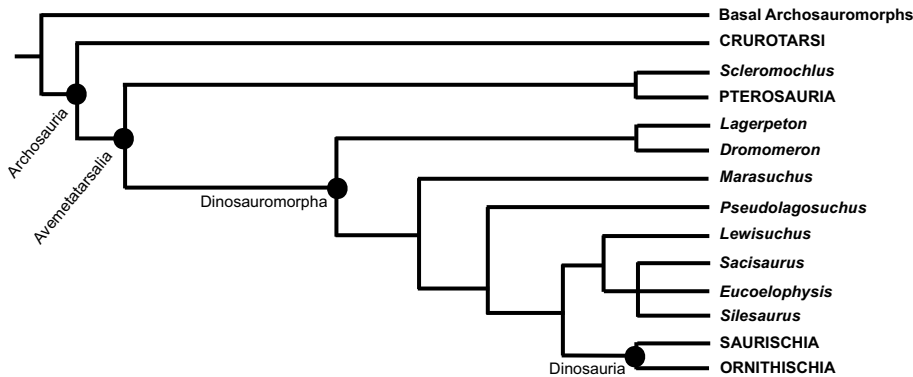 Basal Archosauromorphs
CRUROTARSI
Scleromochlus
PTEROSAURIA
Lagerpeton
Dromomeron
Marasuchus
Pseudolagosuchus
Lewisuchus
Sacisaurus
Eucoelophysis
Silesaurus
SAURISCHIA
ORNITHISCHIA
Archosauria
Avemetatarsalia
Dinosauromorpha
Dinosauria